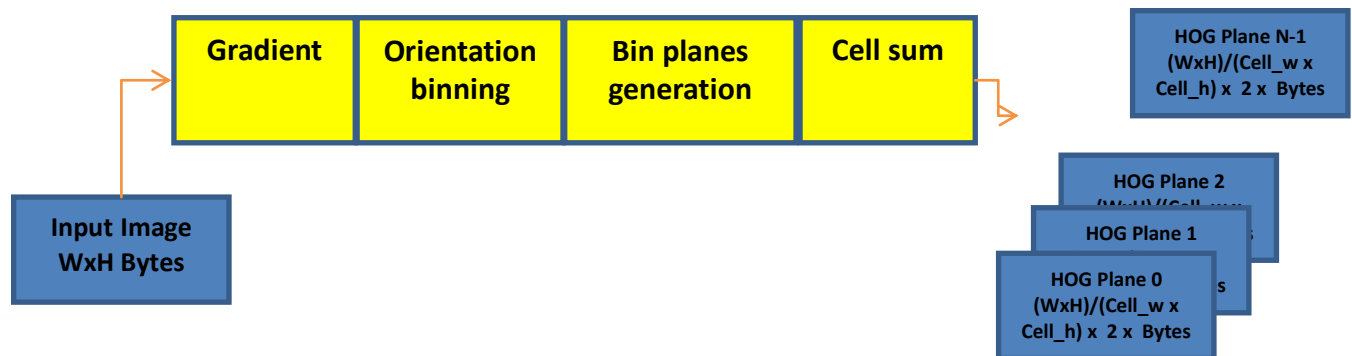 Gradient
Orientation
binning
Bin planes
generation
Cell sum
Input Image
WxH Bytes
HOG Plane N-1
(WxH)/(Cell_w x
Cell_h) x 2 x Bytes
HOG Plane 2
HOG Plane 1
HOG Plane 0
(WxH)/(Cell_w x
Cell_h) x 2 x Bytes